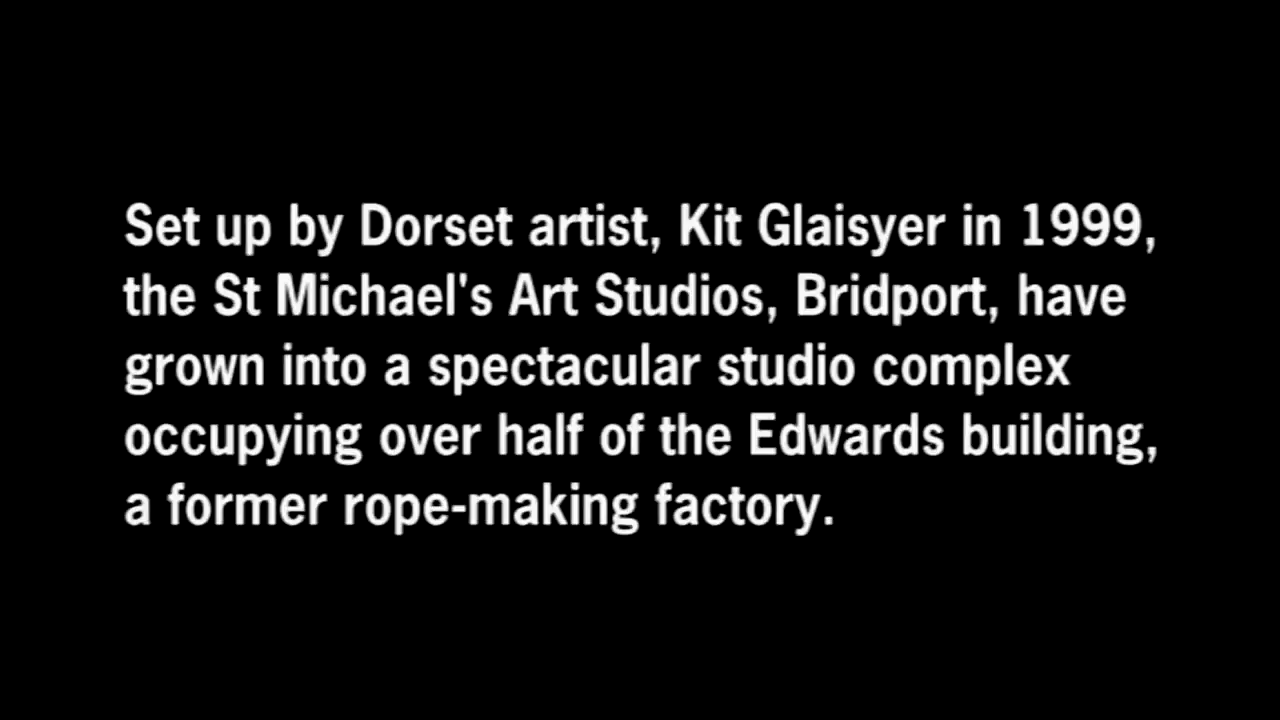 Set up by Dorset artist, Kit Glaisyer in 1999,
the St Michael's Art Studios, Bridport, have
grown into a spectacular studio complex
occupying over half of the Edwards building,
a former rope-making factory.